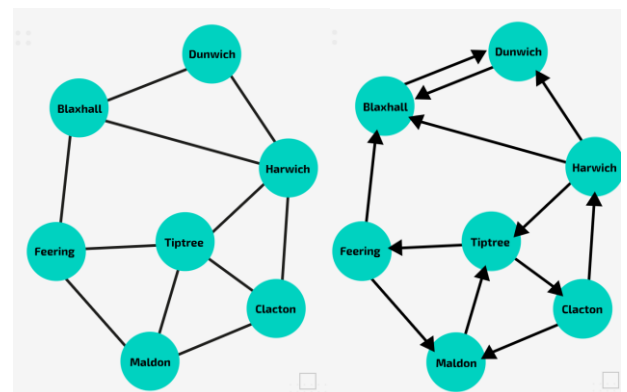 Dunwich
Blaxhall
Harwich
Tiptree
Feering
Clacton
Maldon
Dunwich
Blaxhall
Harwich
Tiptree
Feering
Clacton
Maldon